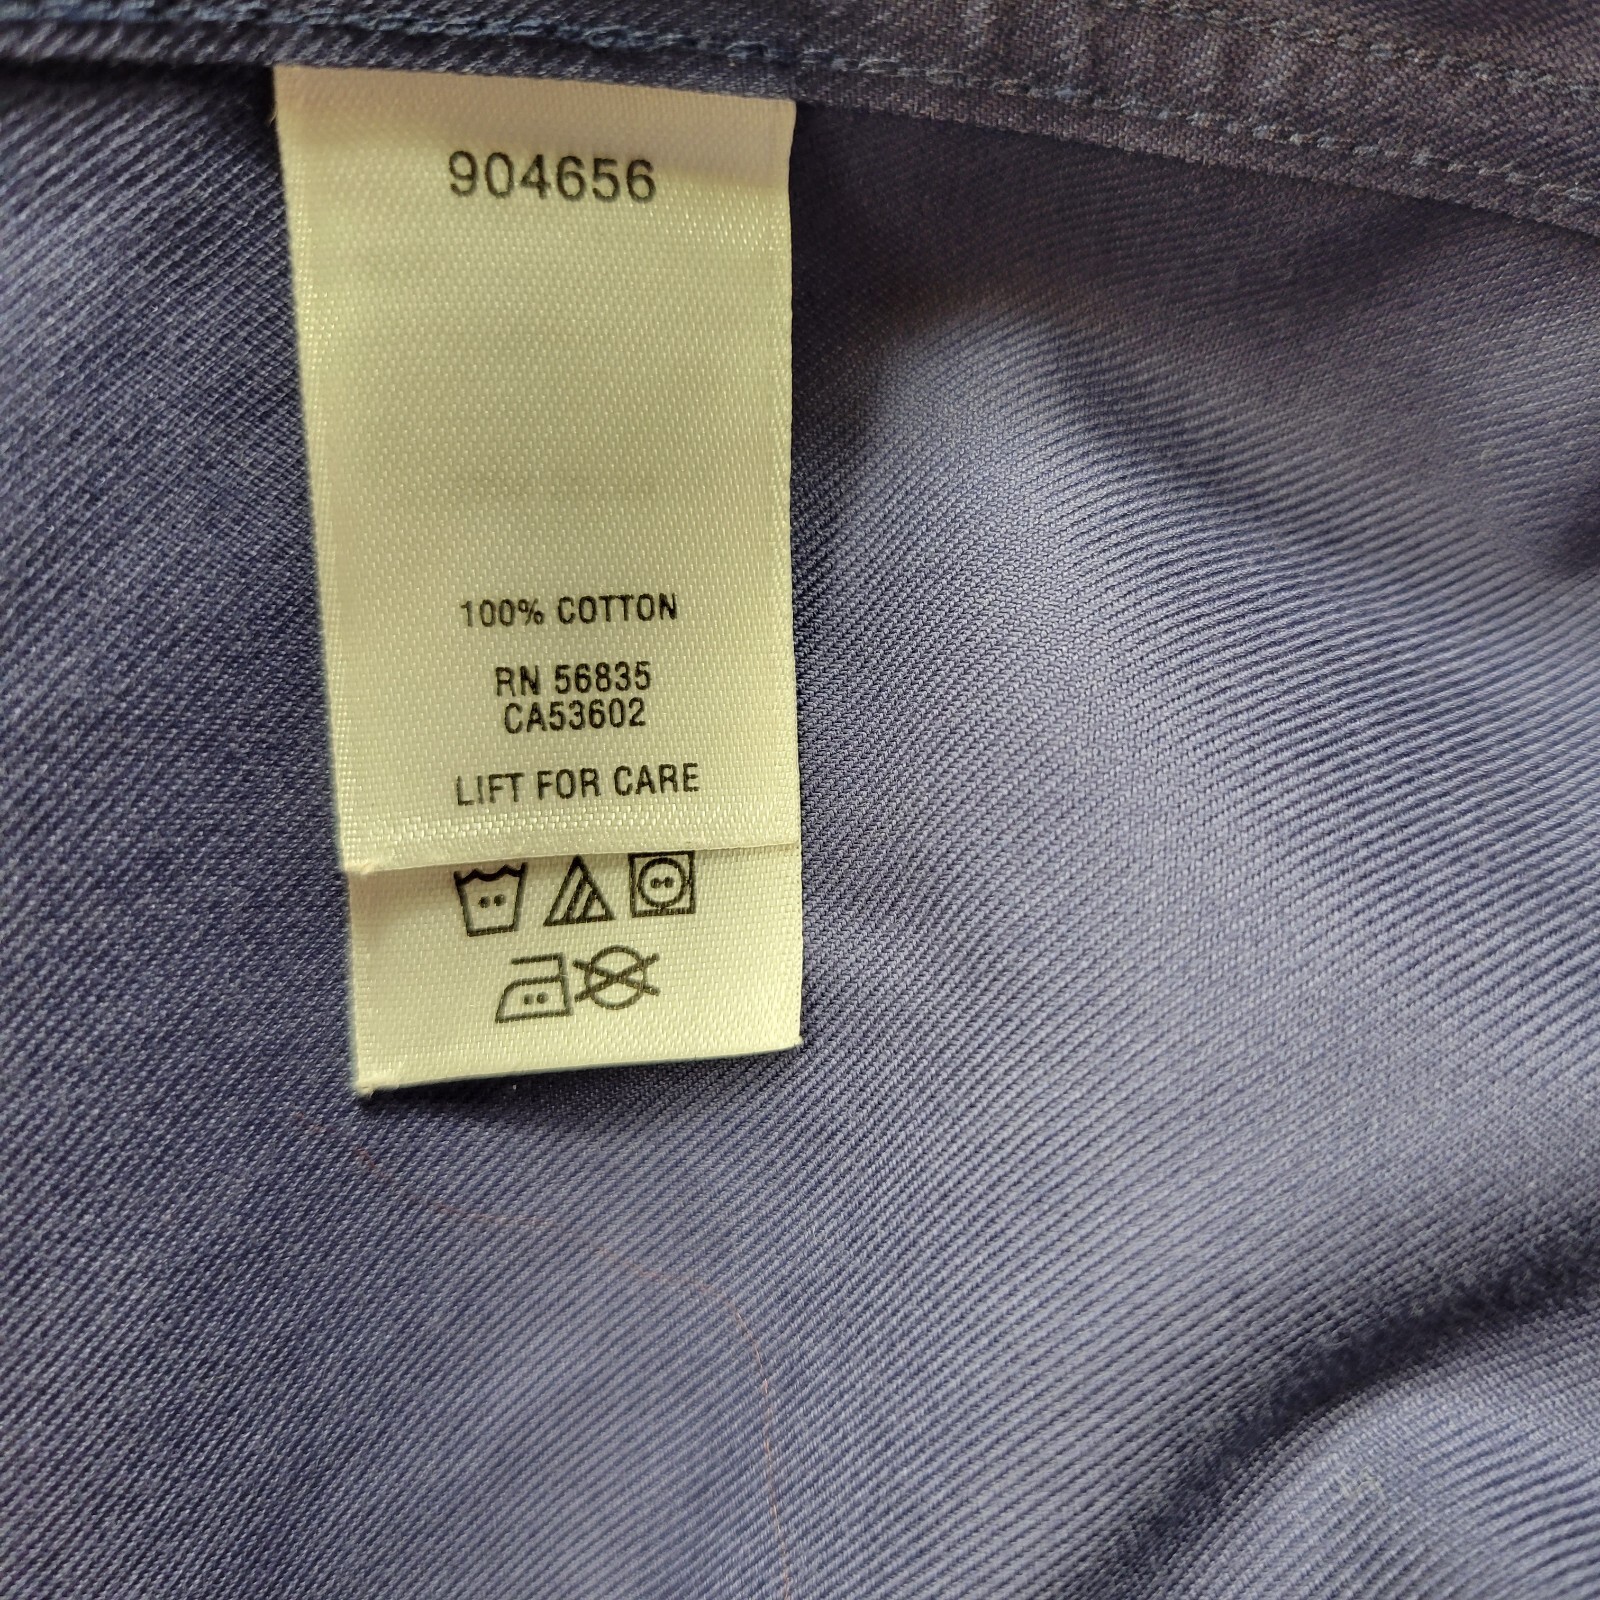 904656
100% COTTON
RN 56835
CA53602
LIFT FOR CARE